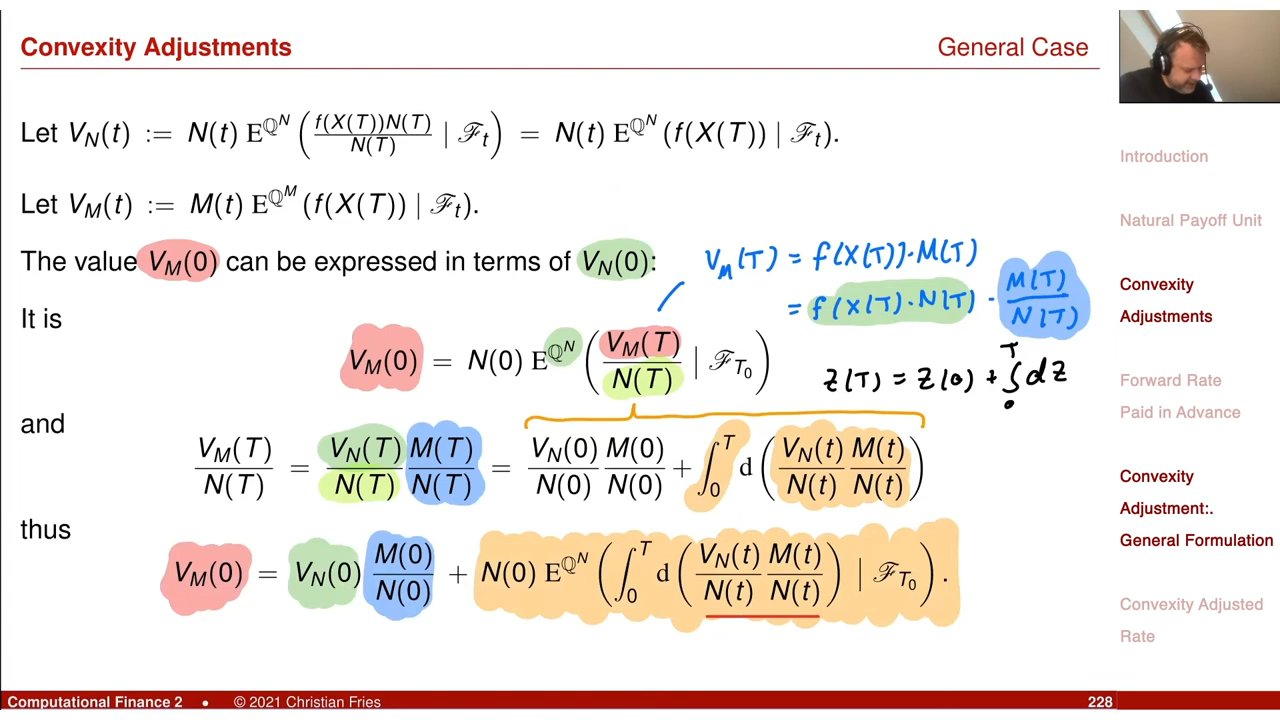 Convexity Adjustments
General Case
Let V_N(t) := N(t) E^{ℚ^N} ( f(X(T))N(T) / N(T) | ℱ_t ) = N(t) E^{ℚ^N} (f(X(T)) | ℱ_t).
Let V_M(t) := M(t) E^{ℚ^M} (f(X(T)) | ℱ_t).
The value V_M(0) can be expressed in terms of V_N(0):
V_M(T) = f(X(T))·M(T)
= f(X(T)·N(T) · M(T) / N(T)
It is
V_M(0) = N(0) E^{ℚ^N} ( V_M(T) / N(T) | ℱ_{T_0} )
Z(T) = Z(0) + ∫_0^T dZ
and
V_M(T) / N(T) = V_N(T) / N(T) M(T) / N(T) = V_N(0) / N(0) M(0) / N(0) + ∫_0^T d ( V_N(t) / N(t) M(t) / N(t) )
thus
V_M(0) = V_N(0) M(0) / N(0) + N(0) E^{ℚ^N} ( ∫_0^T d ( V_N(t) / N(t) M(t) / N(t) ) | ℱ_{T_0} ).
Introduction
Natural Payoff Unit
Convexity
Adjustments
Forward Rate
Paid in Advance
Convexity
Adjustment:.
General Formulation
Convexity Adjusted
Rate
Computational Finance 2 • © 2021 Christian Fries
228